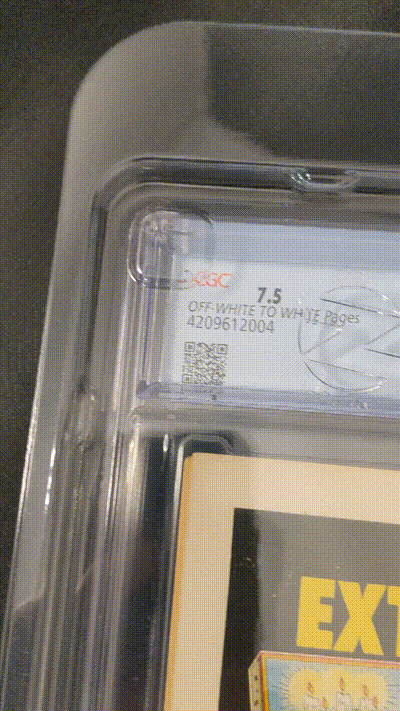 CGC
7.5
OFF-WHITE TO WHITE Pages
4209612004
EXT